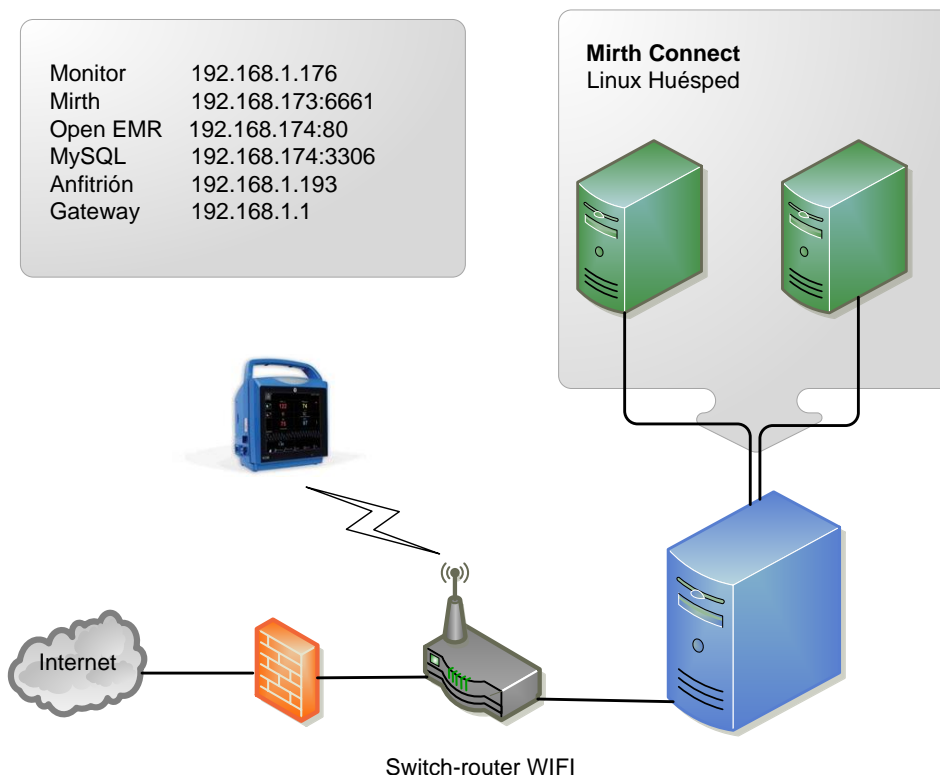 Monitor 192.168.1.176
Mirth 192.168.173:6661
Open EMR 192.168.174:80
MySQL 192.168.174:3306
Anfitrión 192.168.1.193
Gateway 192.168.1.1
Mirth Connect
Linux Huésped
Internet
Switch-router WIFI